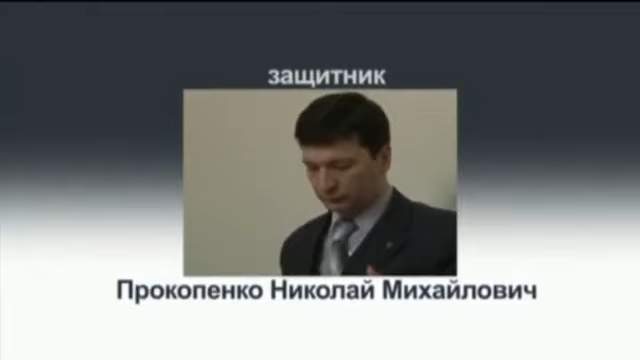 защитник
Прокопенко Николай Михайлович